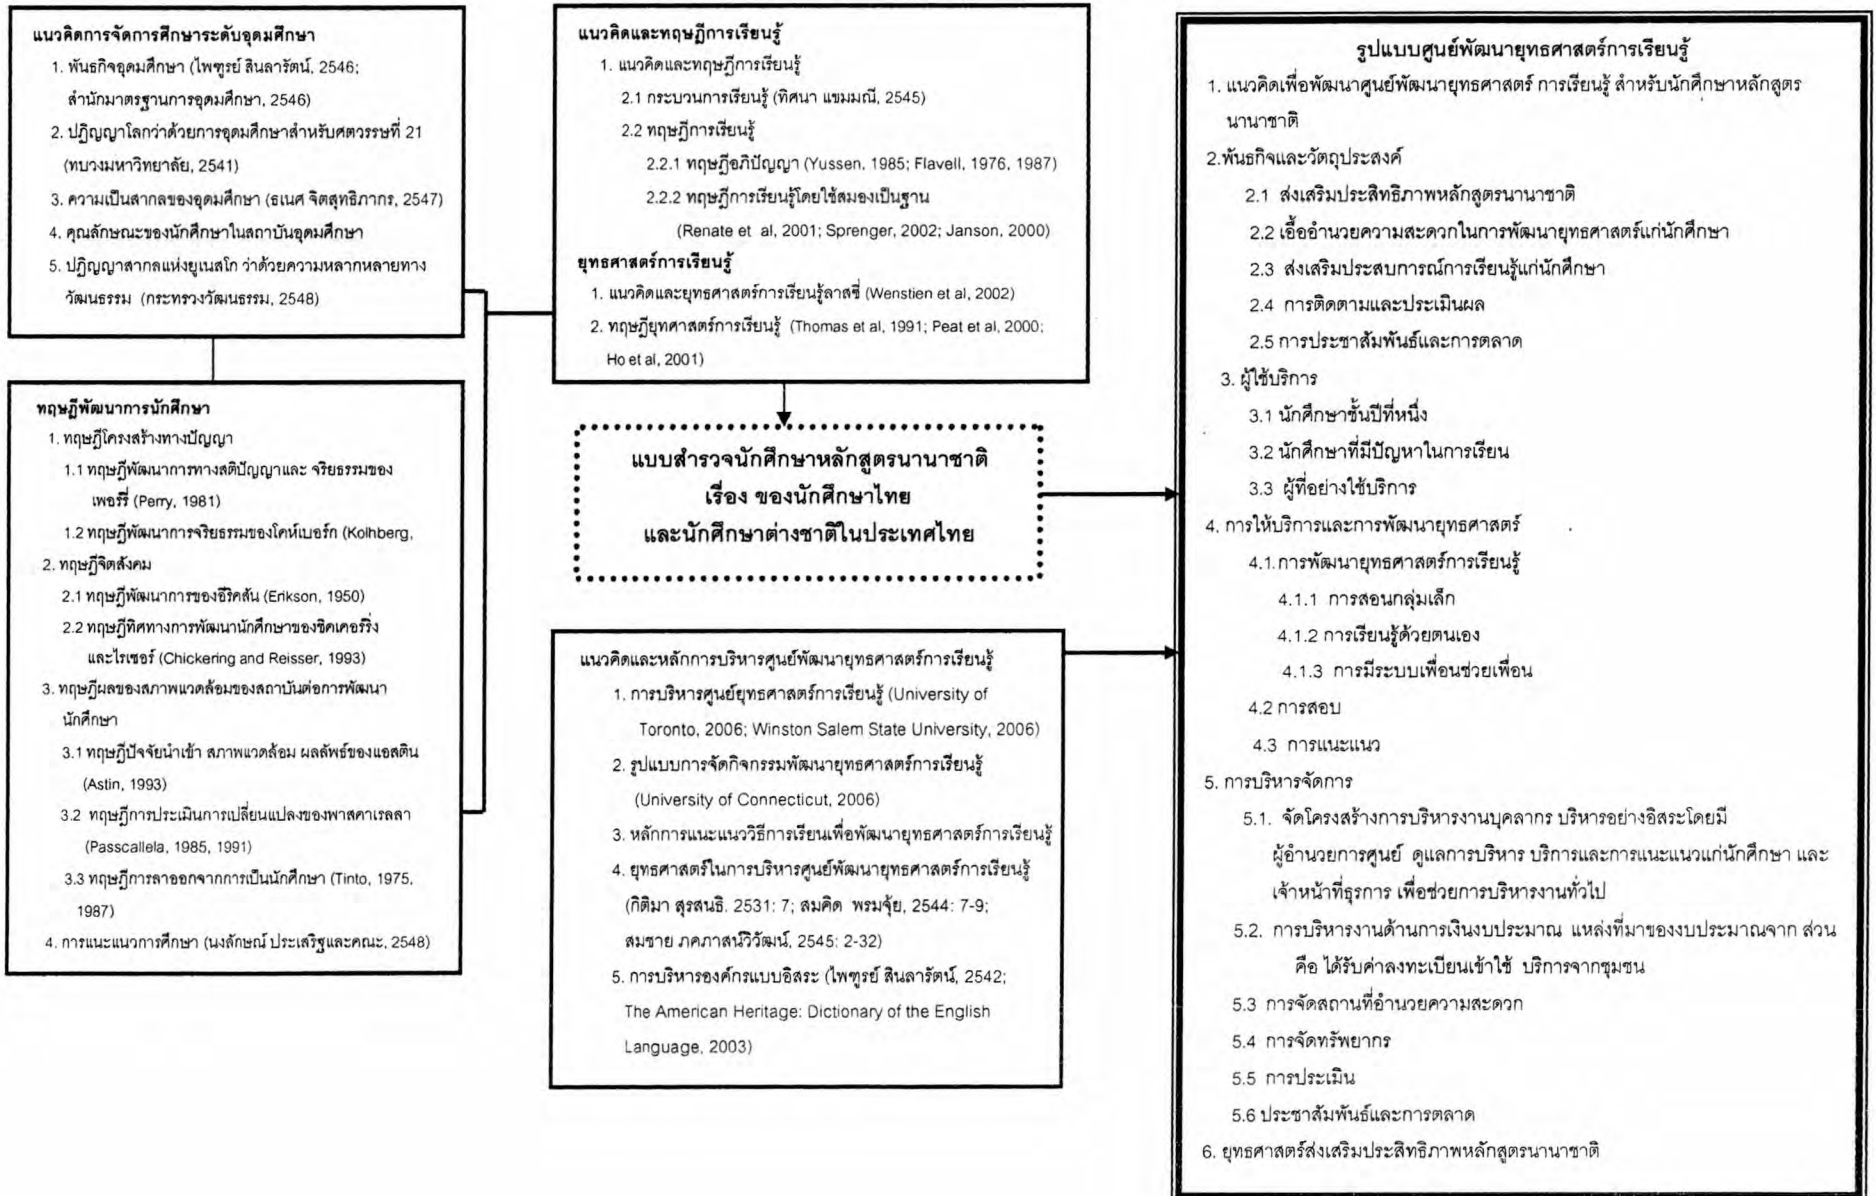 แนวคิดการจัดการศึกษาระดับอุดมศึกษา
1. พันธกิจอุดมศึกษา (ไพฑูรย์ สินลารัตน์, 2546;
สำนักมาตรฐานการอุดมศึกษา, 2546)
2. ปฏิญญาโลกว่าด้วยการอุดมศึกษาสำหรับศตวรรษที่ 21
(ทบวงมหาวิทยาลัย, 2541)
3. ความเป็นสากลของอุดมศึกษา (ธเนศ จิตสุทธิภากร, 2547)
4. คุณลักษณะของนักศึกษาในสถาบันอุดมศึกษา
5. ปฏิญญาสากลแห่งยูเนสโก ว่าด้วยความหลากหลายทาง
วัฒนธรรม (กระทรวงวัฒนธรรม, 2548)
ทฤษฎีพัฒนาการนักศึกษา
1. ทฤษฎีโครงสร้างทางปัญญา
1.1 ทฤษฎีพัฒนาการทางสติปัญญาและ จริยธรรมของ
เพอรี่ (Perry, 1981)
1.2 ทฤษฎีพัฒนาการจริยธรรมของโคห์เบอร์ก (Kolhberg,
2. ทฤษฎีจิตสังคม
2.1 ทฤษฎีพัฒนาการของอีริคสัน (Erikson, 1950)
2.2 ทฤษฎีทิศทางการพัฒนานักศึกษาของชิคเคอร์ริ่ง
และไรเซอร์ (Chickering and Reisser, 1993)
3. ทฤษฎีผลของสภาพแวดล้อมของสถาบันต่อการพัฒนา
นักศึกษา
3.1 ทฤษฎีปัจจัยนำเข้า สภาพแวดล้อม ผลลัพธ์ของแอสติน
(Astin, 1993)
3.2 ทฤษฎีการประเมินการเปลี่ยนแปลงของพาสคาเรลลา
(Passcallela, 1985, 1991)
3.3 ทฤษฎีการลาออกจากการเป็นนักศึกษา (Tinto, 1975,
1987)
4. การแนะแนวการศึกษา (นงลักษณ์ ประเสริฐและคณะ, 2548)
แนวคิดและทฤษฎีการเรียนรู้
1. แนวคิดและทฤษฎีการเรียนรู้
2.1 กระบวนการเรียนรู้ (ทิศนา แขมมณี, 2545)
2.2 ทฤษฎีการเรียนรู้
2.2.1 ทฤษฎีอภิปัญญา (Yussen, 1985; Flavell, 1976, 1987)
2.2.2 ทฤษฎีการเรียนรู้โดยใช้สมองเป็นฐาน
(Renate et al, 2001; Sprenger, 2002; Janson, 2000)
ยุทธศาสตร์การเรียนรู้
1. แนวคิดและยุทธศาสตร์การเรียนรู้ลาสซี่ (Wenstien et al, 2002)
2. ทฤษฎียุทศาสตร์การเรียนรู้ (Thomas et al, 1991; Peat et al, 2000;
Ho et al, 2001)
แบบสำรวจนักศึกษาหลักสูตรนานาชาติ
เรื่อง ของนักศึกษาไทย
และนักศึกษาต่างชาติในประเทศไทย
แนวคิดและหลักการบริหารศูนย์พัฒนายุทธศาสตร์การเรียนรู้
1. การบริหารศูนย์ยุทธศาสตร์การเรียนรู้ (University of
Toronto, 2006; Winston Salem State University, 2006)
2. รูปแบบการจัดกิจกรรมพัฒนายุทธศาสตร์การเรียนรู้
(University of Connecticut, 2006)
3. หลักการแนะแนววิธีการเรียนเพื่อพัฒนายุทธศาสตร์การเรียนรู้
4. ยุทธศาสตร์ในการบริหารศูนย์พัฒนายุทธศาสตร์การเรียนรู้
(กิติมา สุรสนธิ. 2531: 7; สมคิด พรมจุ้ย, 2544: 7-9;
สมชาย ภคภาสน์วิวัฒน์, 2545: 2-32)
5. การบริหารองค์กรแบบอิสระ (ไพฑูรย์ สินลารัตน์, 2542;
The American Heritage: Dictionary of the English
Language, 2003)
รูปแบบศูนย์พัฒนายุทธศาสตร์การเรียนรู้
1. แนวคิดเพื่อพัฒนาศูนย์พัฒนายุทธศาสตร์ การเรียนรู้ สำหรับนักศึกษาหลักสูตร
นานาชาติ
2.พันธกิจและวัตถุประสงค์
2.1 ส่งเสริมประสิทธิภาพหลักสูตรนานาชาติ
2.2 เอื้ออำนวยความสะดวกในการพัฒนายุทธศาสตร์แก่นักศึกษา
2.3 ส่งเสริมประสบการณ์การเรียนรู้แก่นักศึกษา
2.4 การติดตามและประเมินผล
2.5 การประชาสัมพันธ์และการตลาด
3. ผู้ใช้บริการ
3.1 นักศึกษาชั้นปีที่หนึ่ง
3.2 นักศึกษาที่มีปัญหาในการเรียน
3.3 ผู้ที่อย่างใช้บริการ
4. การให้บริการและการพัฒนายุทธศาสตร์
4.1.การพัฒนายุทธศาสตร์การเรียนรู้
4.1.1 การสอนกลุ่มเล็ก
4.1.2 การเรียนรู้ด้วยตนเอง
4.1.3 การมีระบบเพื่อนช่วยเพื่อน
4.2 การสอบ
4.3 การแนะแนว
5. การบริหารจัดการ
5.1. จัดโครงสร้างการบริหารงานบุคลากร บริหารอย่างอิสระโดยมี
ผู้อำนวยการศูนย์ ดูแลการบริหาร บริการและการแนะแนวแก่นักศึกษา และ
เจ้าหน้าที่ธุรการ เพื่อช่วยการบริหารงานทั่วไป
5.2. การบริหารงานด้านการเงินงบประมาณ แหล่งที่มาของงบประมาณจาก ส่วน
คือ ได้รับค่าลงทะเบียนเข้าใช้ บริการจากชุมชน
5.3 การจัดสถานที่อำนวยความสะดวก
5.4 การจัดทรัพยากร
5.5 การประเมิน
5.6 ประชาสัมพันธ์และการตลาด
6. ยุทธศาสตร์ส่งเสริมประสิทธิภาพหลักสูตรนานาชาติ